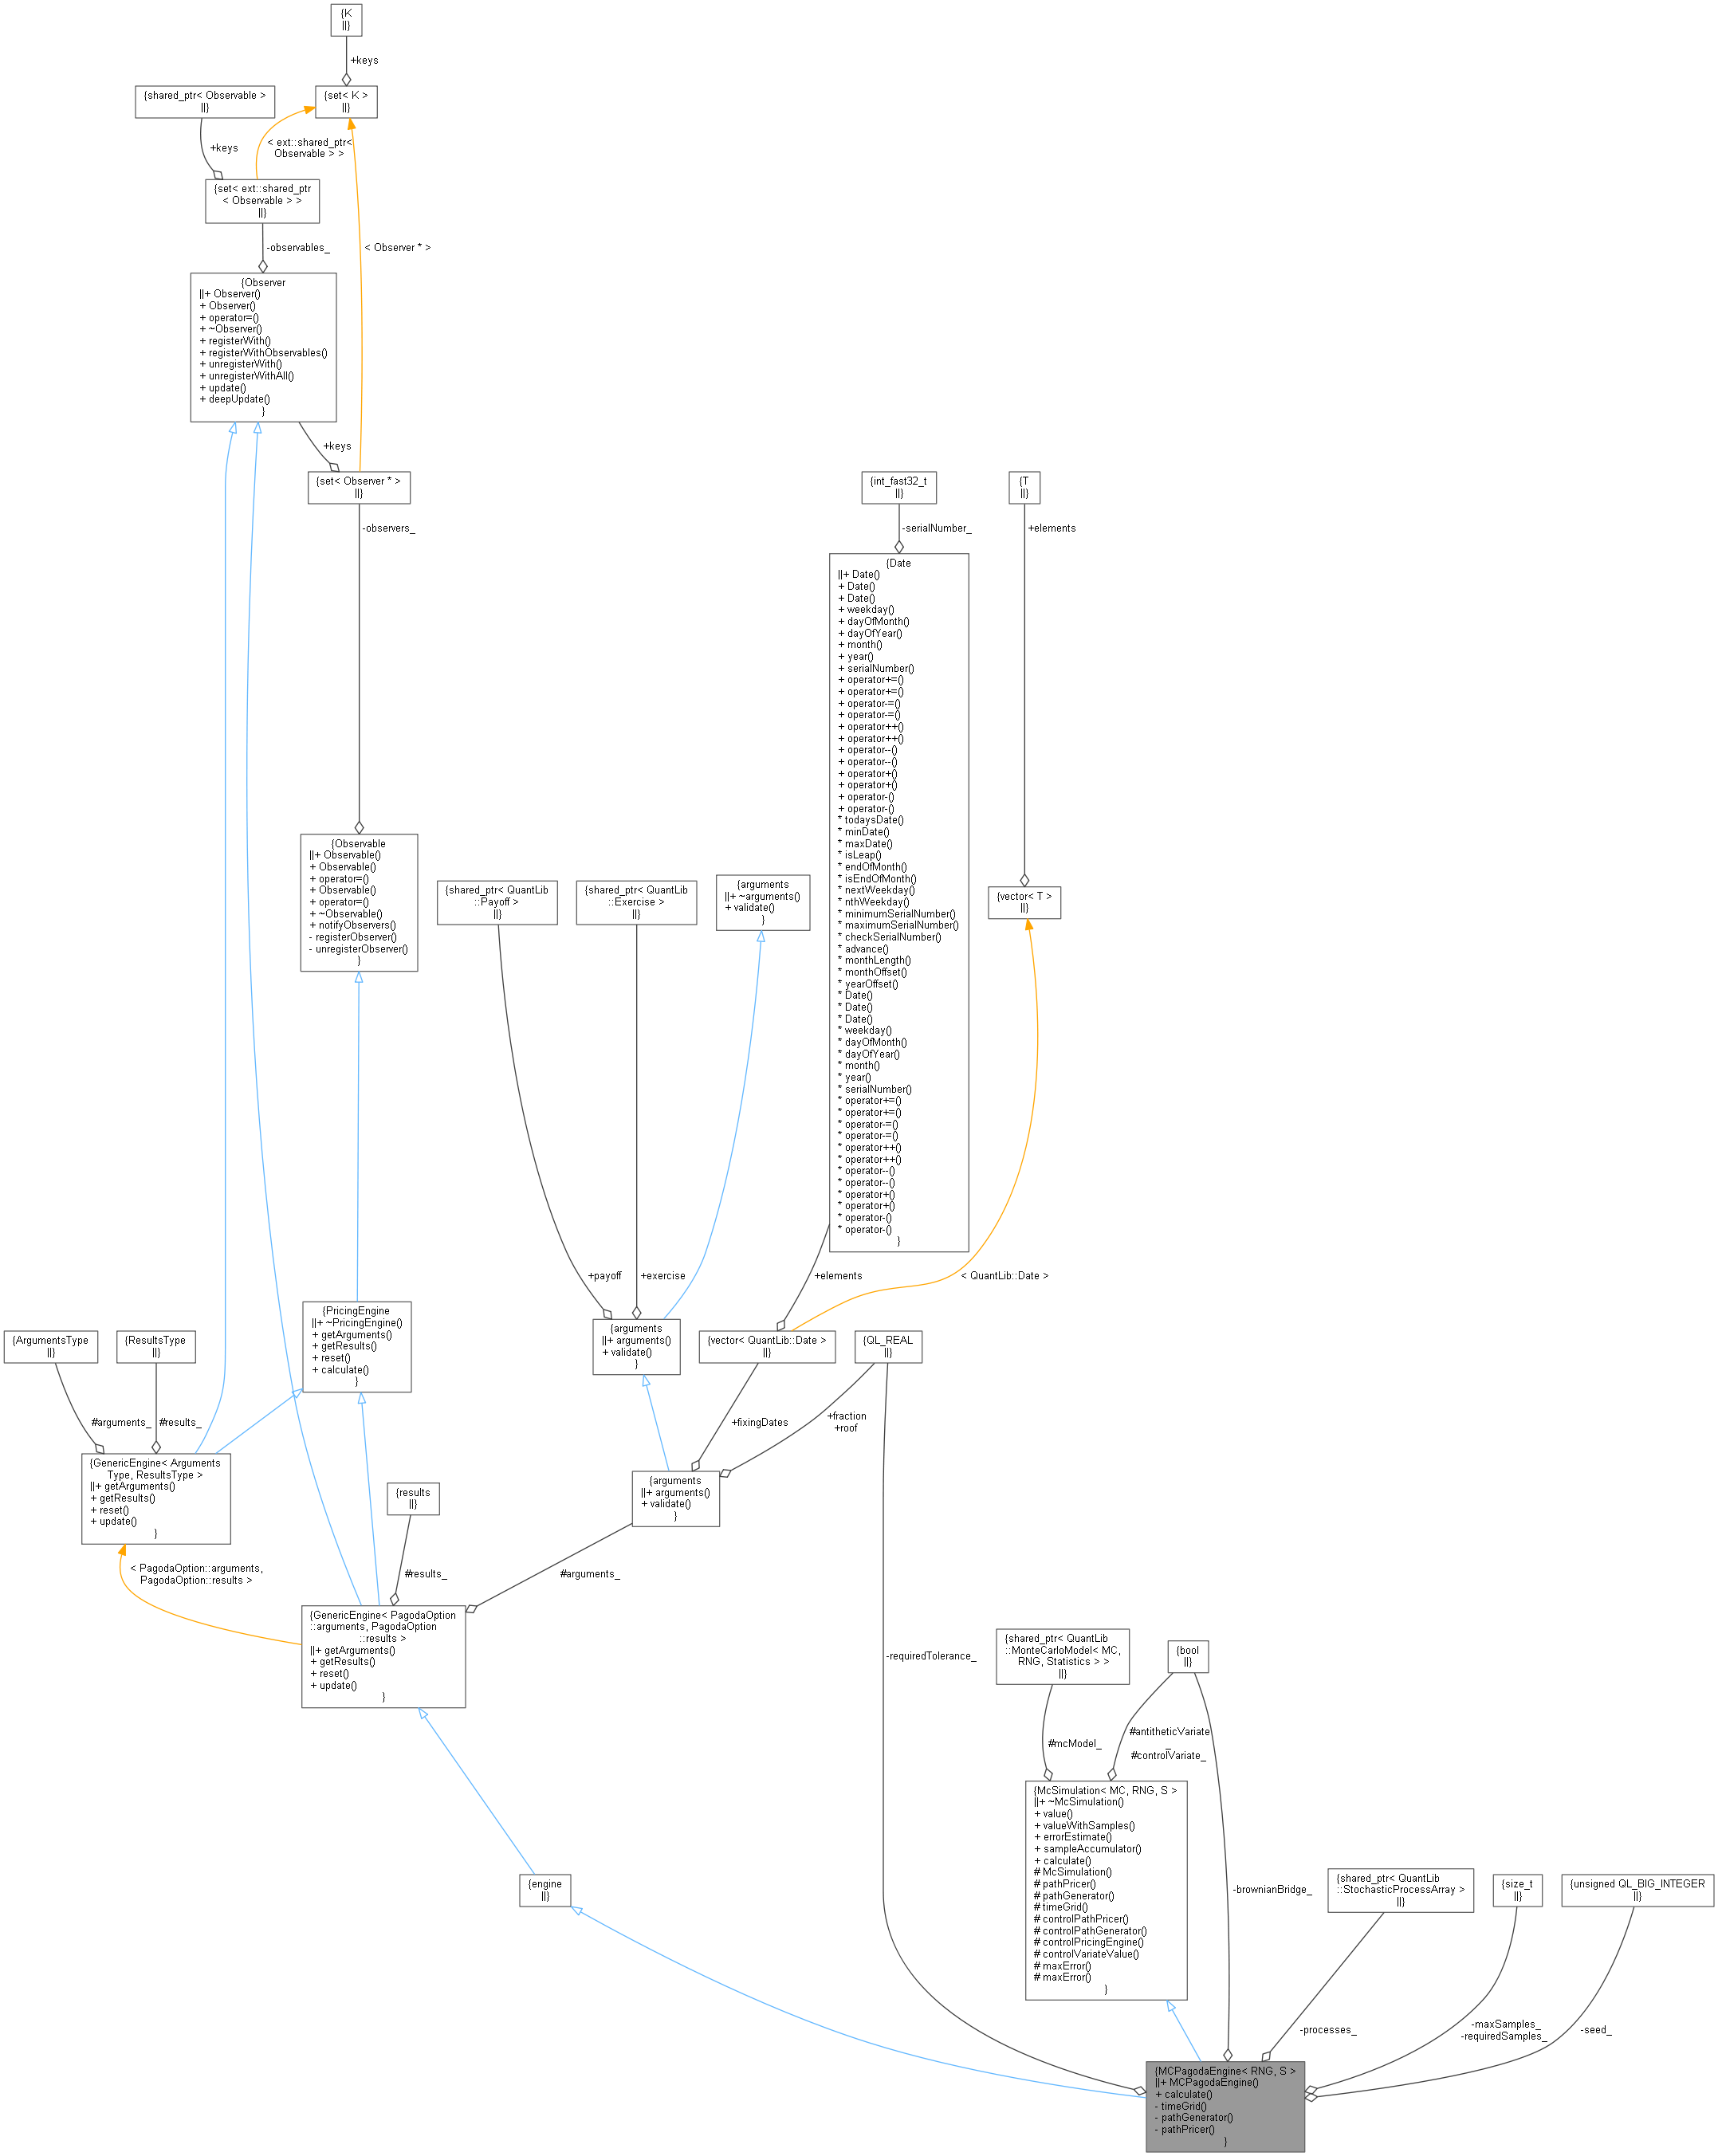 {K
||}
+keys
{shared_ptr< Observable >
||}
{set< K >
||}
+keys
< ext::shared_ptr<
Observable > >
{set< ext::shared_ptr
< Observable > >
||}
-observables_
< Observer * >
{Observer
||+ Observer()
+ Observer()
+ operator=()
+ ~Observer()
+ registerWith()
+ registerWithObservables()
+ unregisterWith()
+ unregisterWithAll()
+ update()
+ deepUpdate()
}
+keys
{set< Observer * >
||}
-observers_
{int_fast32_t
||}
-serialNumber_
{T
||}
+elements
{Date
||+ Date()
+ Date()
+ Date()
+ weekday()
+ dayOfMonth()
+ dayOfYear()
+ month()
+ year()
+ serialNumber()
+ operator+=()
+ operator+=()
+ operator-=()
+ operator-=()
+ operator++()
+ operator++()
+ operator--()
+ operator--()
+ operator+()
+ operator+()
+ operator-()
+ operator-()
* todaysDate()
* minDate()
* maxDate()
* isLeap()
* endOfMonth()
* isEndOfMonth()
* nextWeekday()
* nthWeekday()
* minimumSerialNumber()
* maximumSerialNumber()
* checkSerialNumber()
* advance()
* monthLength()
* monthOffset()
* yearOffset()
* Date()
* Date()
* Date()
* weekday()
* dayOfMonth()
* dayOfYear()
* month()
* year()
* serialNumber()
* operator+=()
* operator+=()
* operator-=()
* operator-=()
* operator++()
* operator++()
* operator--()
* operator--()
* operator+()
* operator+()
* operator-()
* operator-()
}
{Observable
||+ Observable()
+ Observable()
+ operator=()
+ Observable()
+ operator=()
+ ~Observable()
+ notifyObservers()
- registerObserver()
- unregisterObserver()
}
{shared_ptr< QuantLib
::Payoff >
||}
{shared_ptr< QuantLib
::Exercise >
||}
{arguments
||+ ~arguments()
+ validate()
}
{vector< T >
||}
+payoff
+exercise
+elements
< QuantLib::Date >
{PricingEngine
||+ ~PricingEngine()
+ getArguments()
+ getResults()
+ reset()
+ calculate()
}
{ArgumentsType
||}
{ResultsType
||}
{arguments
||+ arguments()
+ validate()
}
{vector< QuantLib::Date >
||}
{QL_REAL
||}
#arguments_
#results_
+fixingDates
+fraction
+roof
{GenericEngine< Arguments
Type, ResultsType >
||+ getArguments()
+ getResults()
+ reset()
+ update()
}
{results
||}
{arguments
||+ arguments()
+ validate()
}
< PagodaOption::arguments,
PagodaOption::results >
#results_
#arguments_
{GenericEngine< PagodaOption
::arguments, PagodaOption
::results >
||+ getArguments()
+ getResults()
+ reset()
+ update()
}
-requiredTolerance_
{shared_ptr< QuantLib
::MonteCarloModel< MC,
RNG, Statistics > >
||}
{bool
||}
#mcModel_
#antitheticVariate
_
#controlVariate_
{McSimulation< MC, RNG, S >
||+ ~McSimulation()
+ value()
+ valueWithSamples()
+ errorEstimate()
+ sampleAccumulator()
+ calculate()
# McSimulation()
# pathPricer()
# pathGenerator()
# timeGrid()
# controlPathPricer()
# controlPathGenerator()
# controlPricingEngine()
# controlVariateValue()
# maxError()
# maxError()
}
{engine
||}
-brownianBridge_
{shared_ptr< QuantLib
::StochasticProcessArray >
||}
{size_t
||}
{unsigned QL_BIG_INTEGER
||}
-processes_
-maxSamples_
-requiredSamples_
-seed_
{MCPagodaEngine< RNG, S >
||+ MCPagodaEngine()
+ calculate()
- timeGrid()
- pathGenerator()
- pathPricer()
}